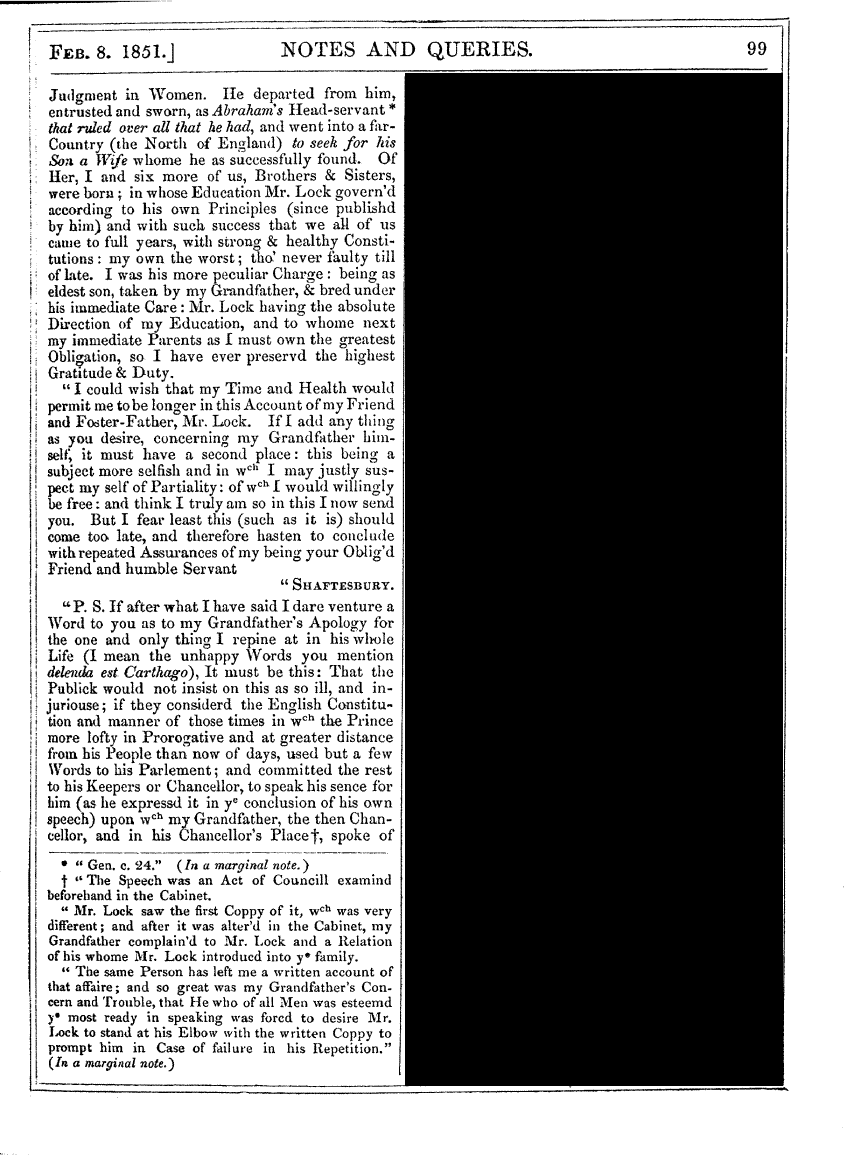 FEB. 8. 1851.] NOTES AND QUERIES. 99
Judgment in Women. He departed from him,
entrusted and sworn, as Abraham's Head-servant *
that ruled over all that he had, and went into a far-
Country (the North of England) to seek for his
Son a Wife whome he as successfully found. Of
Her, I and six more of us, Brothers & Sisters,
were born; in whose Education Mr. Lock govern'd
according to his own Principles (since publishd
by him) and with such success that we all of us
came to full years, with strong & healthy Consti-
tutions: my own the worst; tho' never faulty till
of late. I was his more peculiar Charge: being as
eldest son, taken by my Grandfather, & bred under
his immediate Care: Mr. Lock having the absolute
Direction of my Education, and to whome next
my immediate Parents as I must own the greatest
Obligation, so I have ever preservd the highest
Gratitude & Duty.
"I could wish that my Time and Health would
permit me to be longer in this Account of my Friend
and Foster-Father, Mr. Lock. If I add any thing
as you desire, concerning my Grandfather him-
self, it must have a second place: this being a
subject more selfish and in wch I may justly sus-
pect my self of Partiality: of wch I would willingly
be free: and think I truly am so in this I now send
you. But I fear least this (such as it is) should
come too late, and therefore hasten to conclude
with repeated Assurances of my being your Oblig'd
Friend and humble Servant
"SHAFTESBURY.
"P. S. If after what I have said I dare venture a
Word to you as to my Grandfather's Apology for
the one and only thing I repine at in his whole
Life (I mean the unhappy Words you mention
delenda est Carthago), It must be this: That the
Publick would not insist on this as so ill, and in-
juriouse; if they considerd the English Constitu-
tion and manner of those times in wch the Prince
more lofty in Prorogative and at greater distance
from his People than now of days, used but a few
Words to his Parlement; and committed the rest
to his Keepers or Chancellor, to speak his sence for
him (as he expressd it in ye conclusion of his own
speech) upon wch my Grandfather, the then Chan-
cellor, and in his Chancellor's Place†, spoke of
* "Gen. c. 24." (In a marginal note.)
† "The Speech was an Act of Councill examind
beforehand in the Cabinet.
"Mr. Lock saw the first Coppy of it, wch was very
different; and after it was alter'd in the Cabinet, my
Grandfather complain'd to Mr. Lock and a Relation
of his whome Mr. Lock introducd into ye family.
"The same Person has left me a written account of
that affaire; and so great was my Grandfather's Con-
cern and Trouble, that He who of all Men was esteemd
ye most ready in speaking was forcd to desire Mr.
Lock to stand at his Elbow with the written Coppy to
prompt him in Case of failure in his Repetition."
(In a marginal note.)